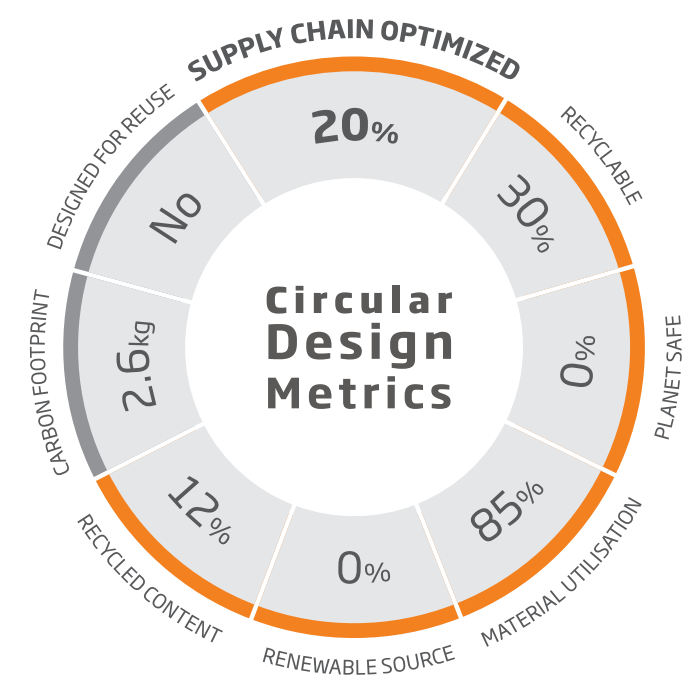 SUPPLY CHAIN OPTIMIZED
20%
RECYCLABLE
30%
PLANET SAFE
0%
MATERIAL UTILISATION
85%
RENEWABLE SOURCE
0%
RECYCLED CONTENT
12%
CARBON FOOTPRINT
2.6kg
DESIGNED FOR REUSE
No
Circular
Design
Metrics